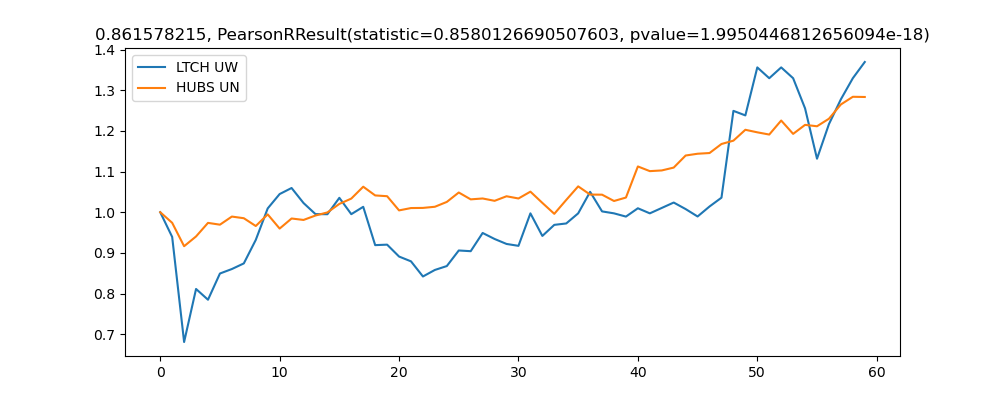 0.861578215, PearsonRResult(statistic=0.8580126690507603, pvalue=1.9950446812656094e-18)
LTCH UW
HUBS UN
1.4
1.3
1.2
1.1
1.0
0.9
0.8
0.7
0 10 20 30 40 50 60